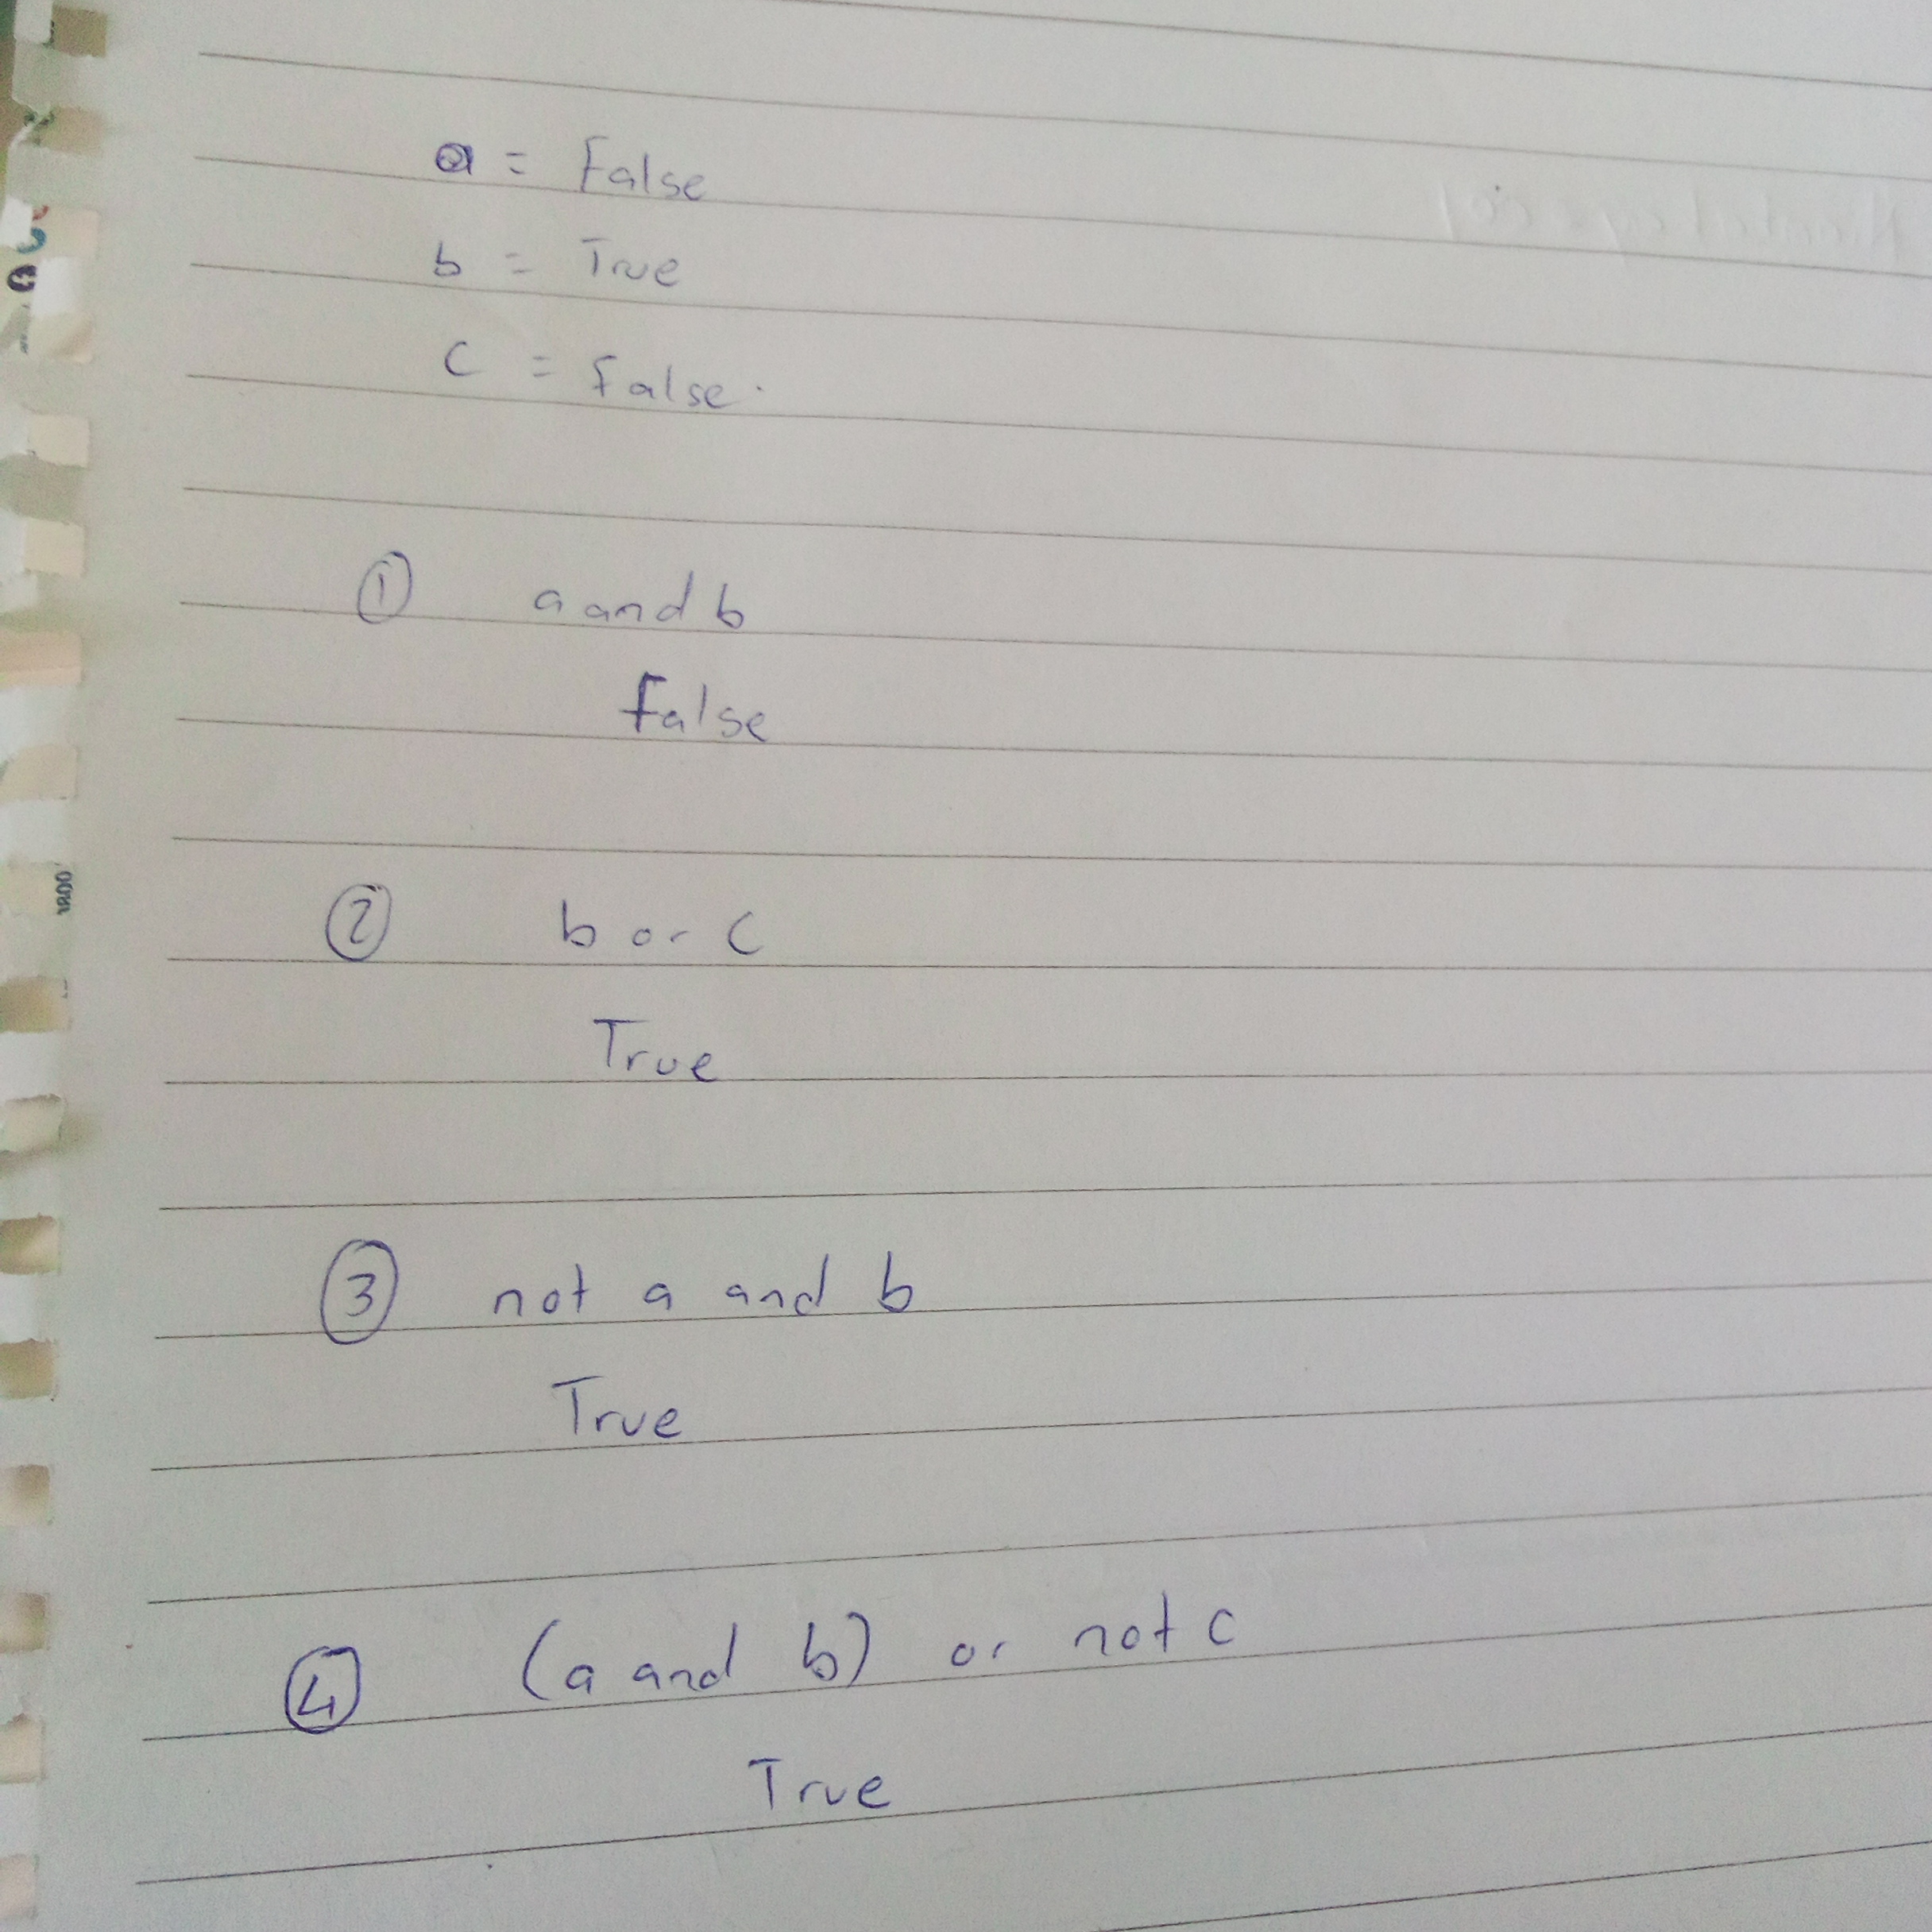 a = False
b = True
c = False.
① a and b
False
② b or c
True
③ not a and b
True
④ (a and b) or not c
True